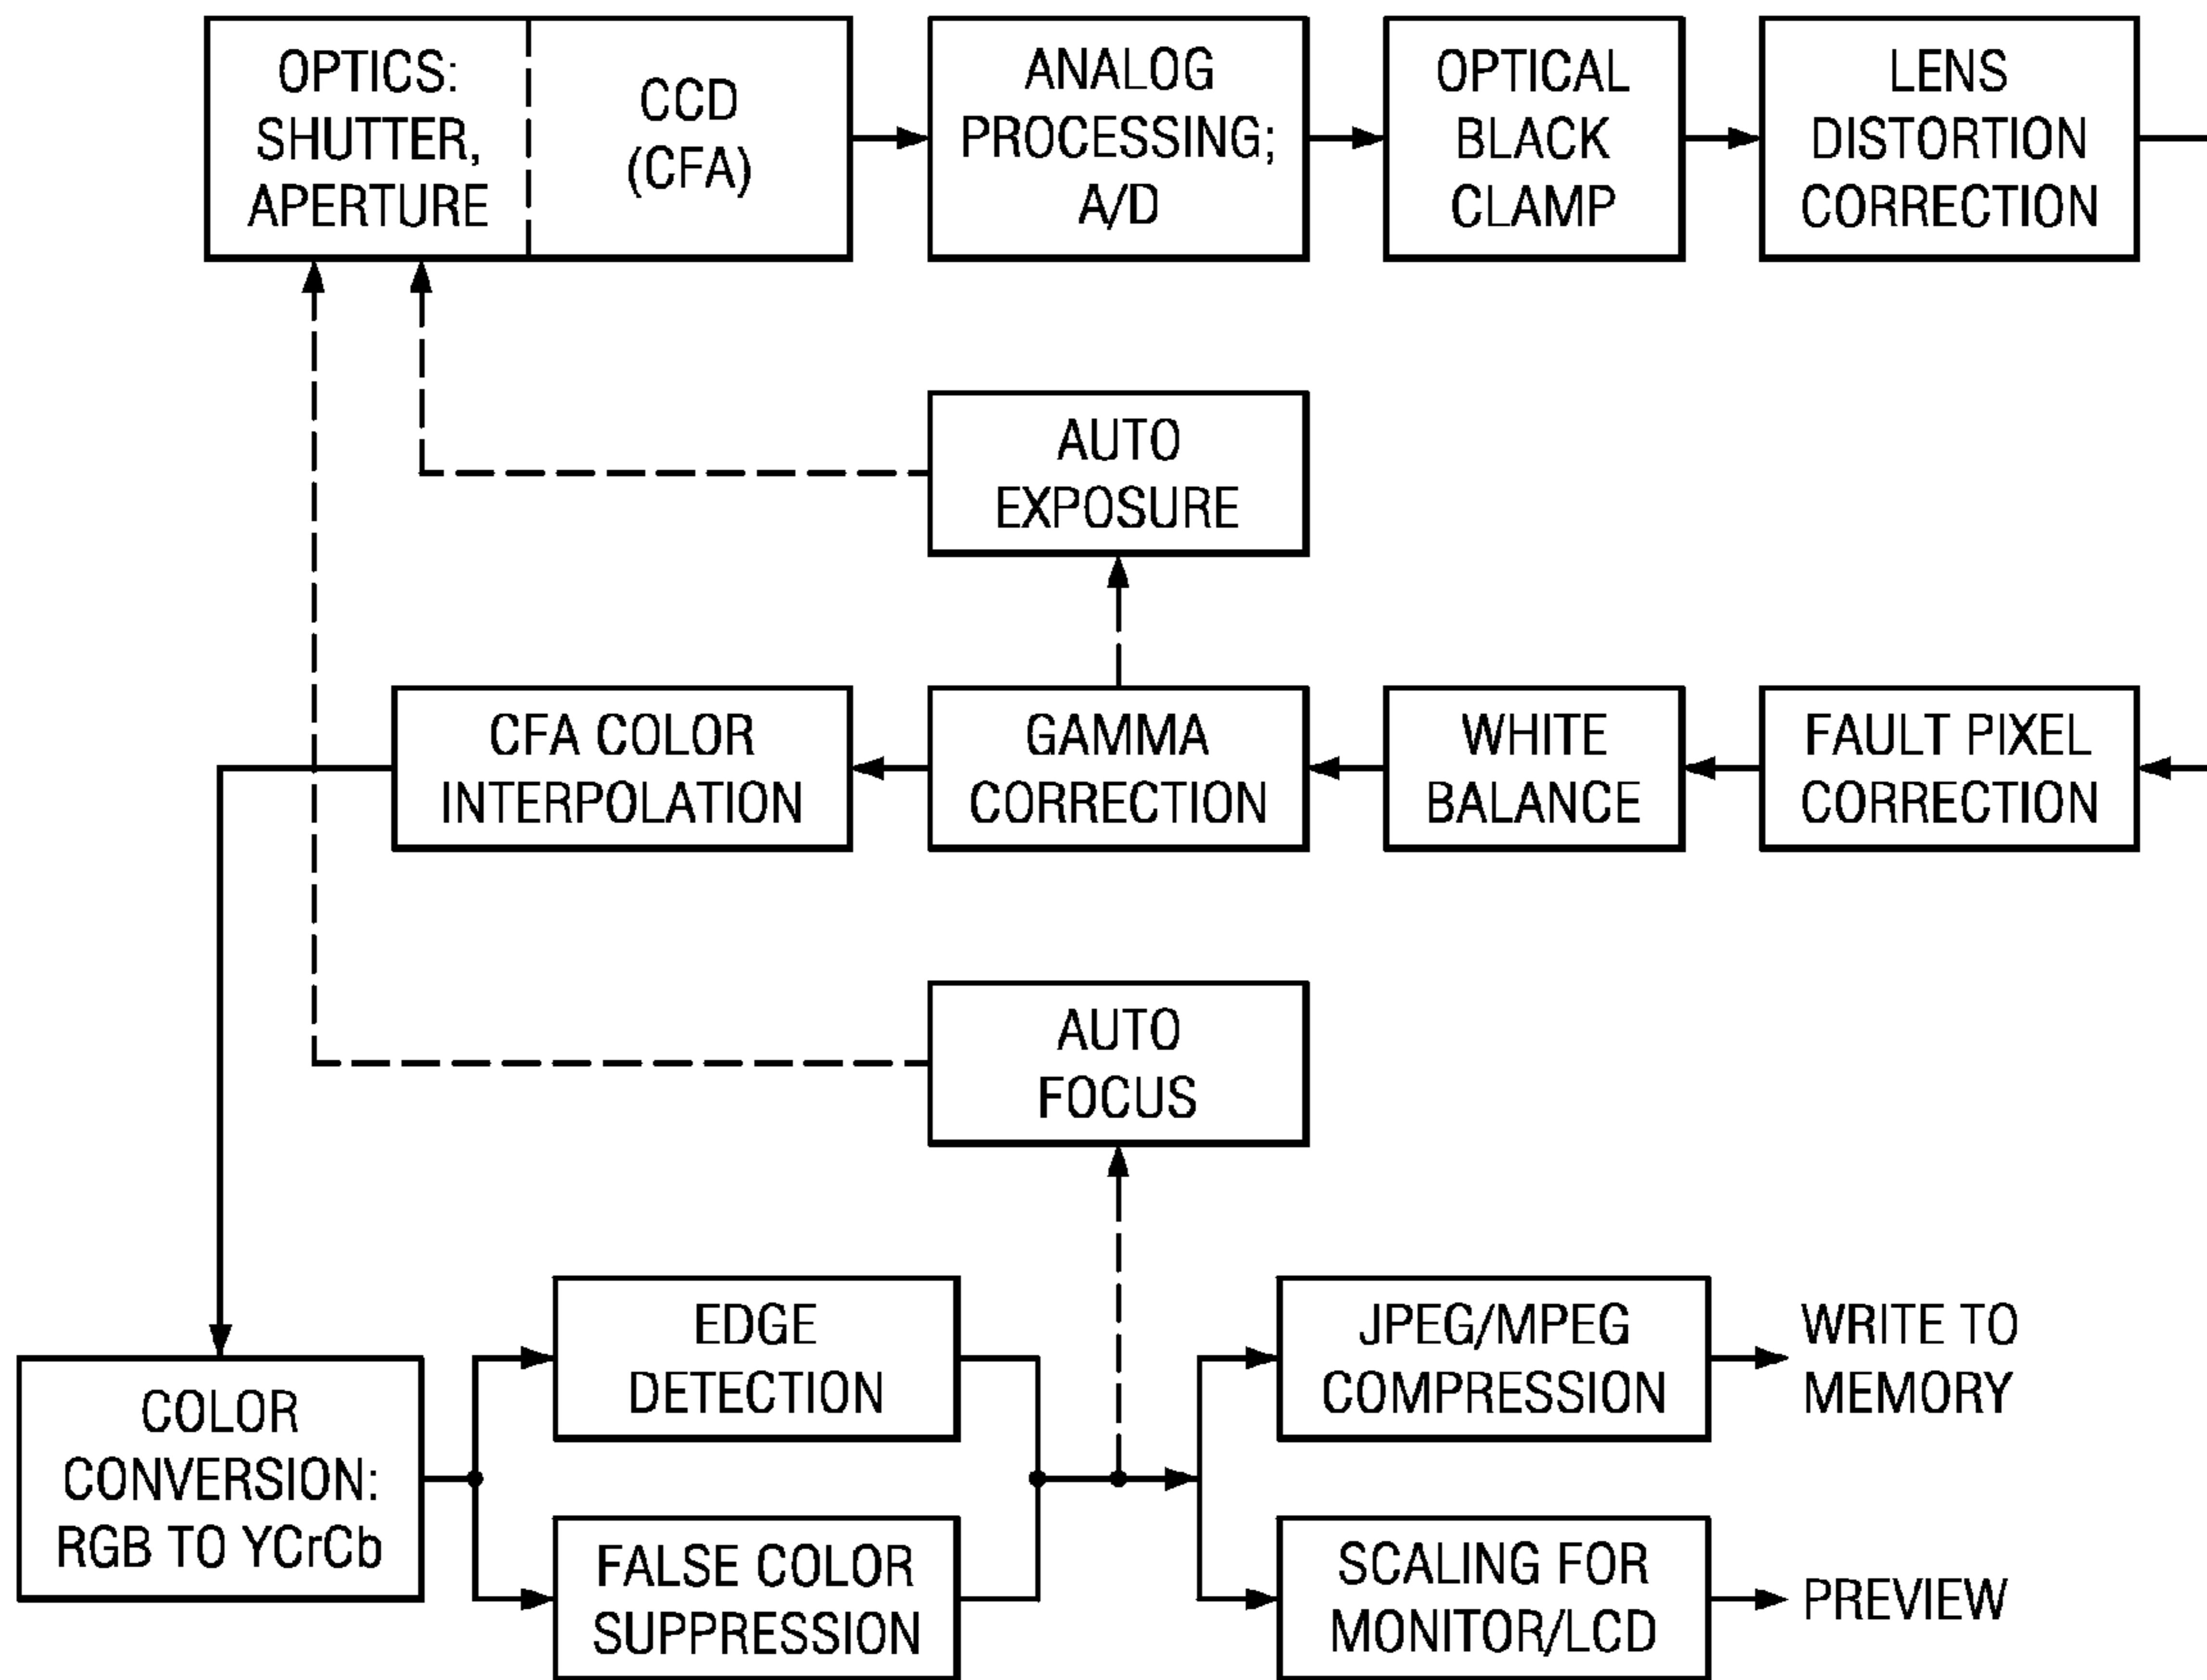 OPTICS:
SHUTTER,
APERTURE
CCD
(CFA)
ANALOG
PROCESSING;
A/D
OPTICAL
BLACK
CLAMP
LENS
DISTORTION
CORRECTION
AUTO
EXPOSURE
CFA COLOR
INTERPOLATION
GAMMA
CORRECTION
WHITE
BALANCE
FAULT PIXEL
CORRECTION
AUTO
FOCUS
COLOR
CONVERSION:
RGB TO YCrCb
EDGE
DETECTION
FALSE COLOR
SUPPRESSION
JPEG/MPEG
COMPRESSION
WRITE TO
MEMORY
SCALING FOR
MONITOR/LCD
PREVIEW